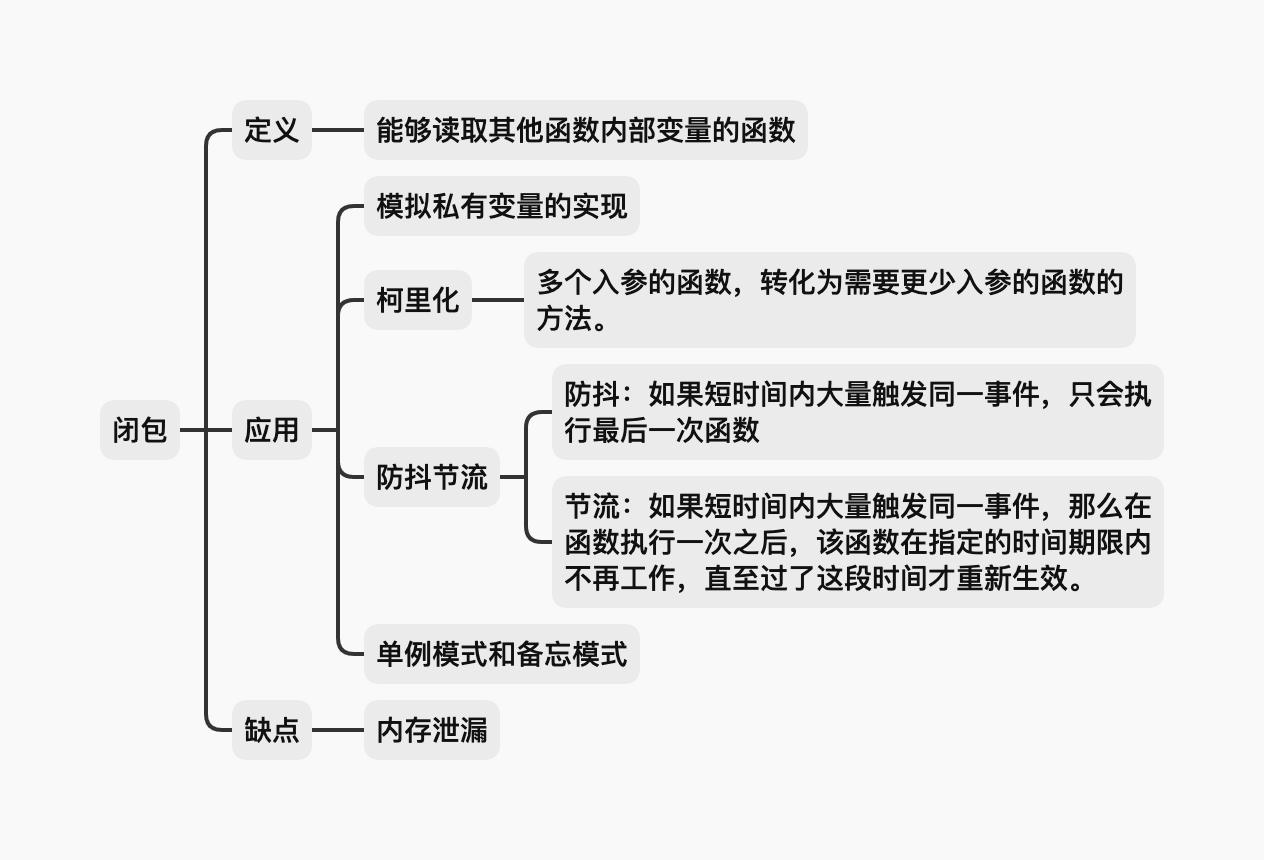 定义
能够读取其他函数内部变量的函数
模拟私有变量的实现
柯里化
多个入参的函数，转化为需要更少入参的函数的
方法。
闭包
应用
防抖节流
防抖：如果短时间内大量触发同一事件，只会执
行最后一次函数
节流：如果短时间内大量触发同一事件，那么在
函数执行一次之后，该函数在指定的时间期限内
不再工作，直至过了这段时间才重新生效。
单例模式和备忘模式
缺点
内存泄漏